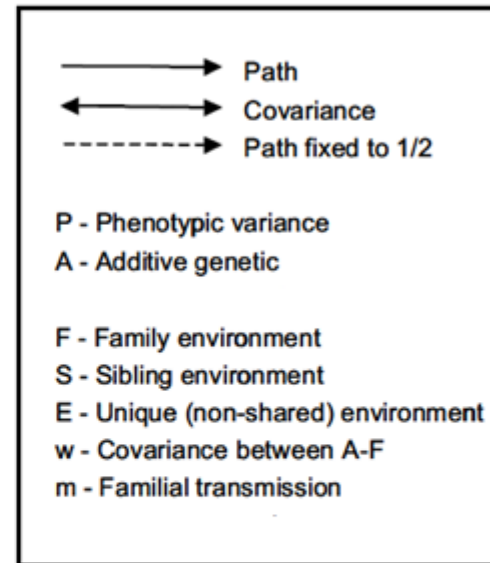 Path
Covariance
Path fixed to 1/2
P - Phenotypic variance
A - Additive genetic
F - Family environment
S - Sibling environment
E - Unique (non-shared) environment
w - Covariance between A-F
m - Familial transmission